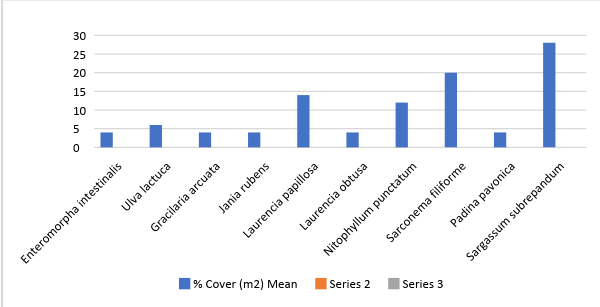 30
25
20
15
10
5
0
Enteromorpha intestinalis
Ulva lactuca
Gracilaria arcuata
Jania rubens
Laurencia papillosa
Laurencia obtusa
Nitophyllum punctatum
Sarconema filiforme
Padina pavonica
Sargassum subrepandum
% Cover (m2) Mean Series 2 Series 3